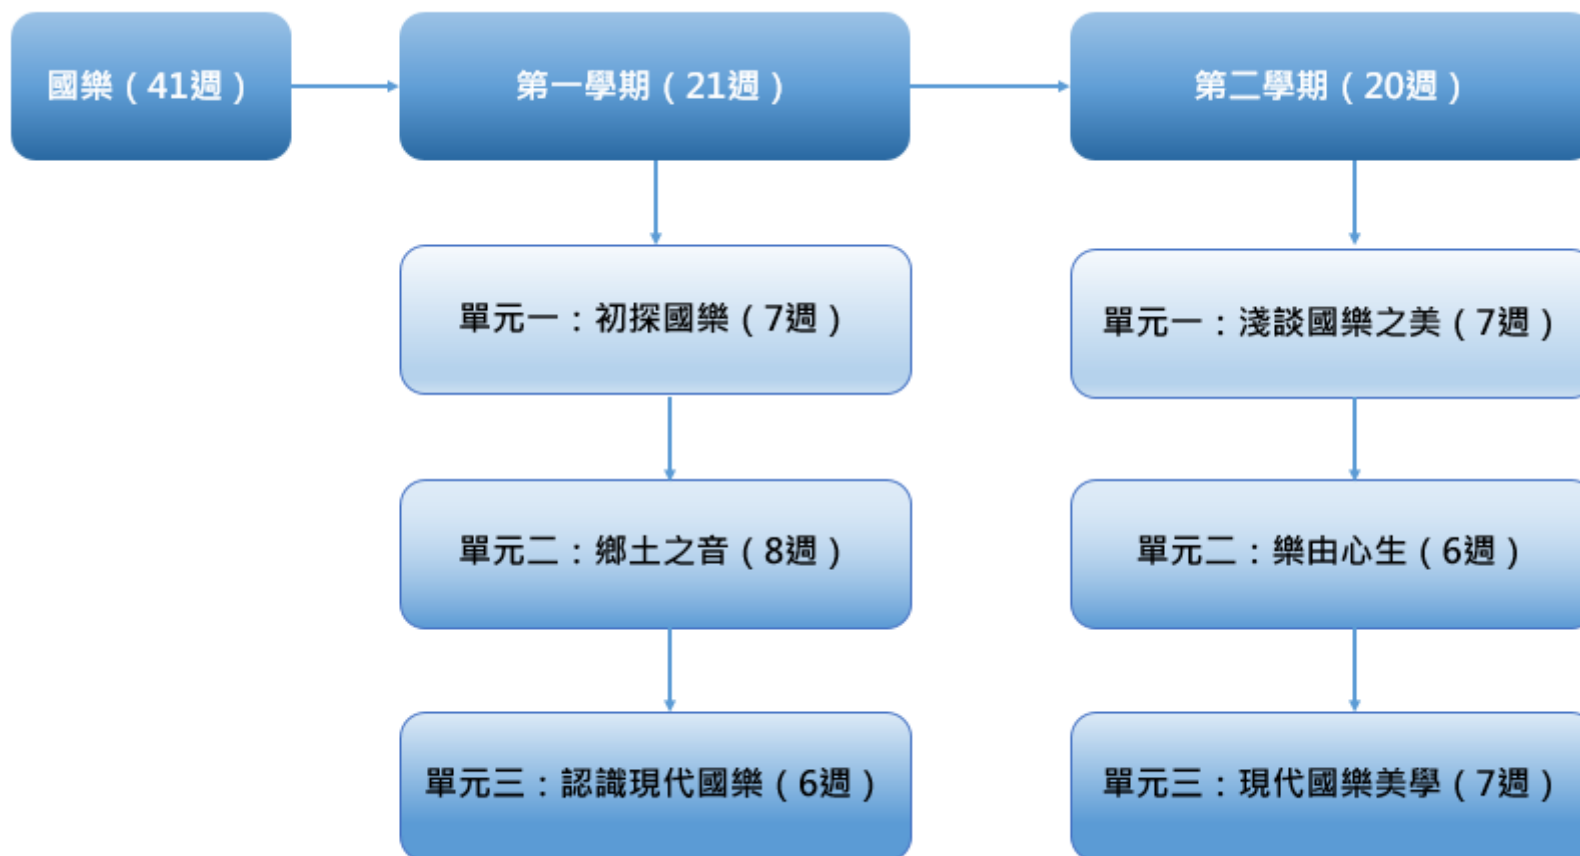 國樂（41週）
第一學期（21週）
第二學期（20週）
單元一：初探國樂（7週）
單元二：鄉土之音（8週）
單元三：認識現代國樂（6週）
單元一：淺談國樂之美（7週）
單元二：樂由心生（6週）
單元三：現代國樂美學（7週）